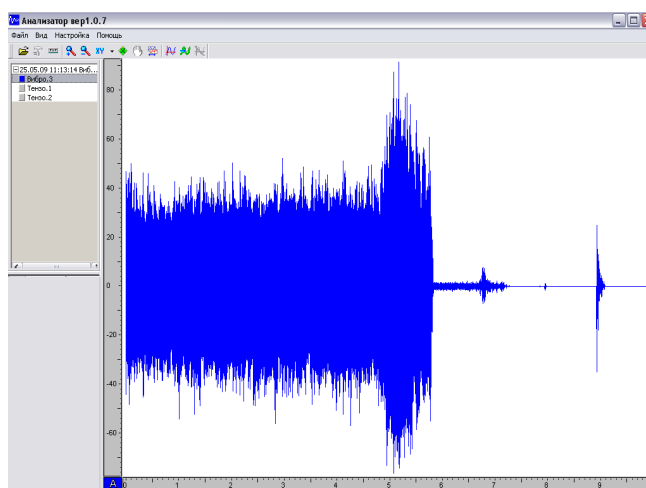 Анализатор вер1.0.7
Файл Вид Настройка Помощь
XY
25.05.09 11:13:14 Виб...
Вибро.3
Тензо.1
Тензо.2
80
60
40
20
0
-20
-40
-60
A 0 1 2 3 4 5 6 7 8 9